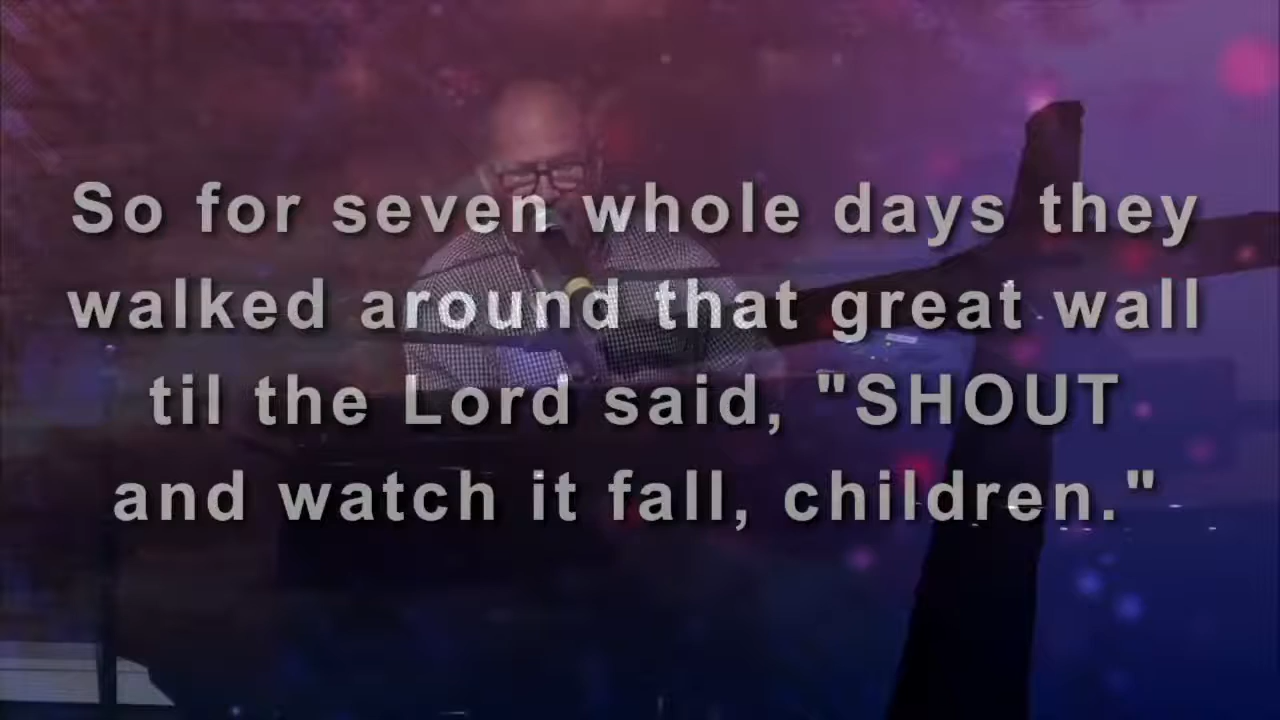 So for seven whole days they
walked around that great wall
til the Lord said, "SHOUT
and watch it fall, children."